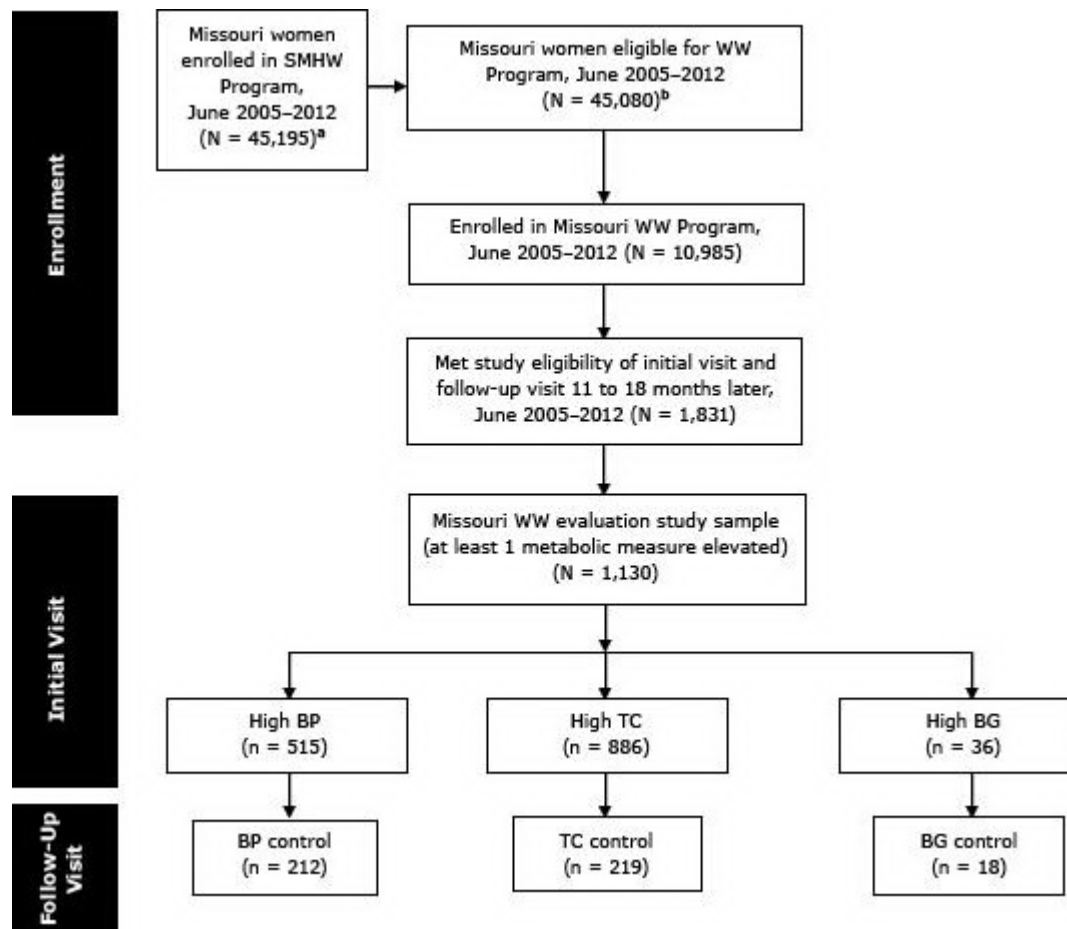 Enrollment
Missouri women
enrolled in SMHW
Program,
June 2005–2012
(N = 45,195)a
Missouri women eligible for WW
Program, June 2005–2012
(N = 45,080)b
Enrolled in Missouri WW Program,
June 2005–2012 (N = 10,985)
Met study eligibility of initial visit and
follow-up visit 11 to 18 months later,
June 2005–2012 (N = 1,831)
Initial Visit
Missouri WW evaluation study sample
(at least 1 metabolic measure elevated)
(N = 1,130)
High BP
(n = 515)
High TC
(n = 886)
High BG
(n = 36)
Follow-Up
Visit
BP control
(n = 212)
TC control
(n = 219)
BG control
(n = 18)